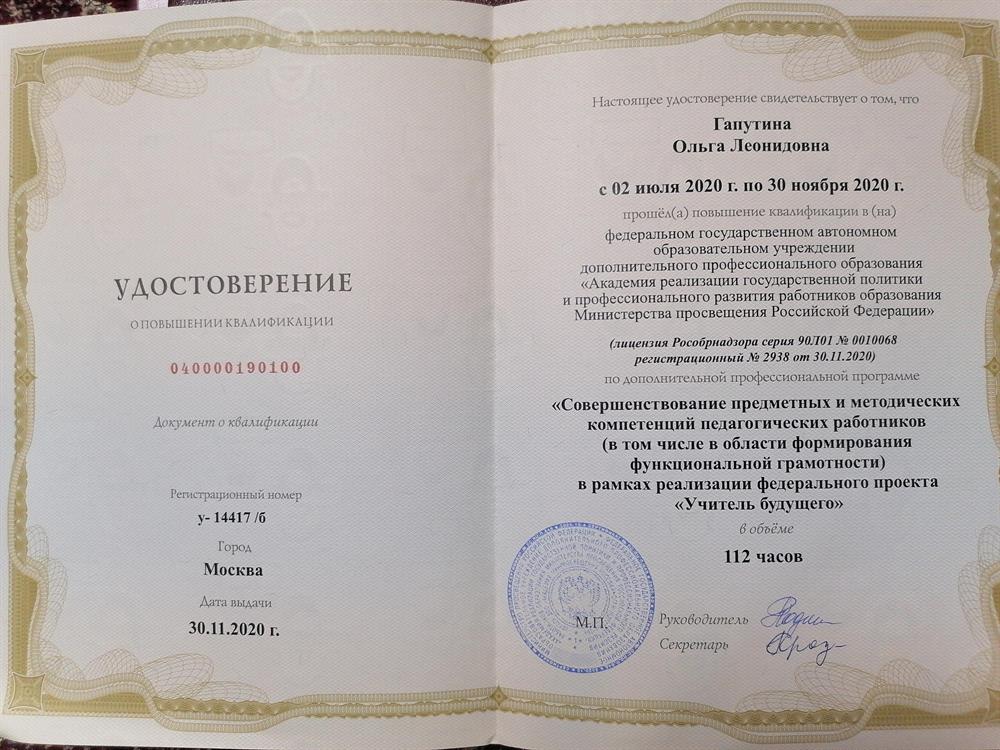 УДОСТОВЕРЕНИЕ
О ПОВЫШЕНИИ КВАЛИФИКАЦИИ
040000190100
Документ о квалификации
Регистрационный номер
у- 14417 /б
Город
Москва
Дата выдачи
30.11.2020 г.
Настоящее удостоверение свидетельствует о том, что
Гапутина
Ольга Леонидовна
с 02 июля 2020 г. по 30 ноября 2020 г.
прошёл(а) повышение квалификации в (на)
федеральном государственном автономном
образовательном учреждении
дополнительного профессионального образования
«Академия реализации государственной политики
и профессионального развития работников образования
Министерства просвещения Российской Федерации»
(лицензия Рособрнадзора серия 90Л01 № 0010068
регистрационный № 2938 от 30.11.2020)
по дополнительной профессиональной программе
«Совершенствование предметных и методических
компетенций педагогических работников
(в том числе в области формирования
функциональной грамотности)
в рамках реализации федерального проекта
«Учитель будущего»
в объёме
112 часов
М.П.
Руководитель
Секретарь